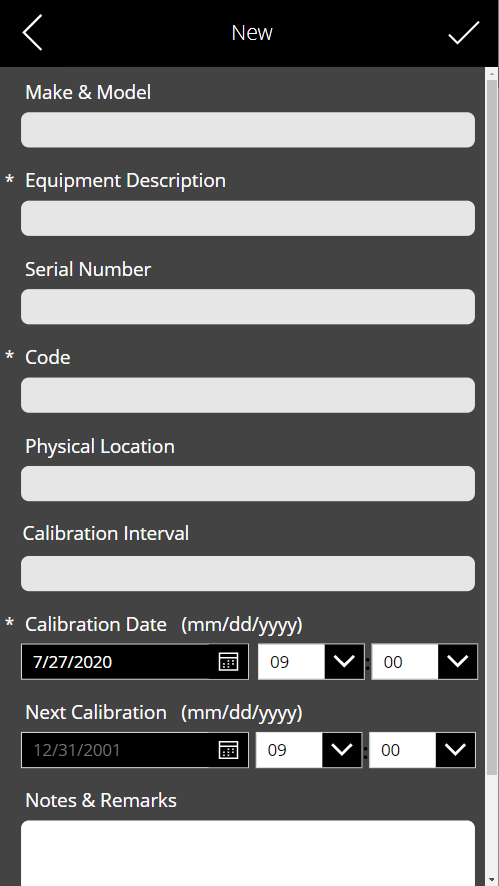 New
Make & Model
* Equipment Description
Serial Number
* Code
Physical Location
Calibration Interval
* Calibration Date (mm/dd/yyyy)
7/27/2020 09 : 00
Next Calibration (mm/dd/yyyy)
12/31/2001 09 : 00
Notes & Remarks